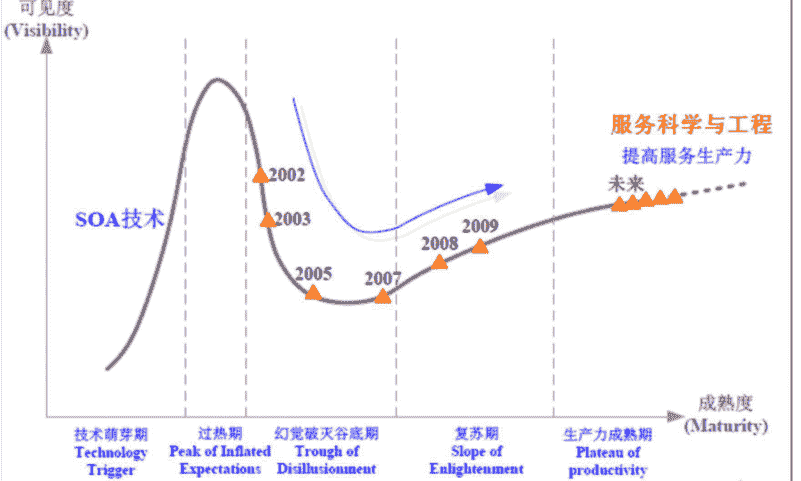 可见度
(Visibility)
服务科学与工程
提高服务生产力
未来
2002
SOA技术
2003
2009
2008
2005
2007
成熟度
(Maturity)
技术萌芽期
Technology
Trigger
过热期
Peak of Inflated
Expectations
幻觉破灭谷底期
Trough of
Disillusionment
复苏期
Slope of
Enlightenment
生产力成熟期
Plateau of
productivity